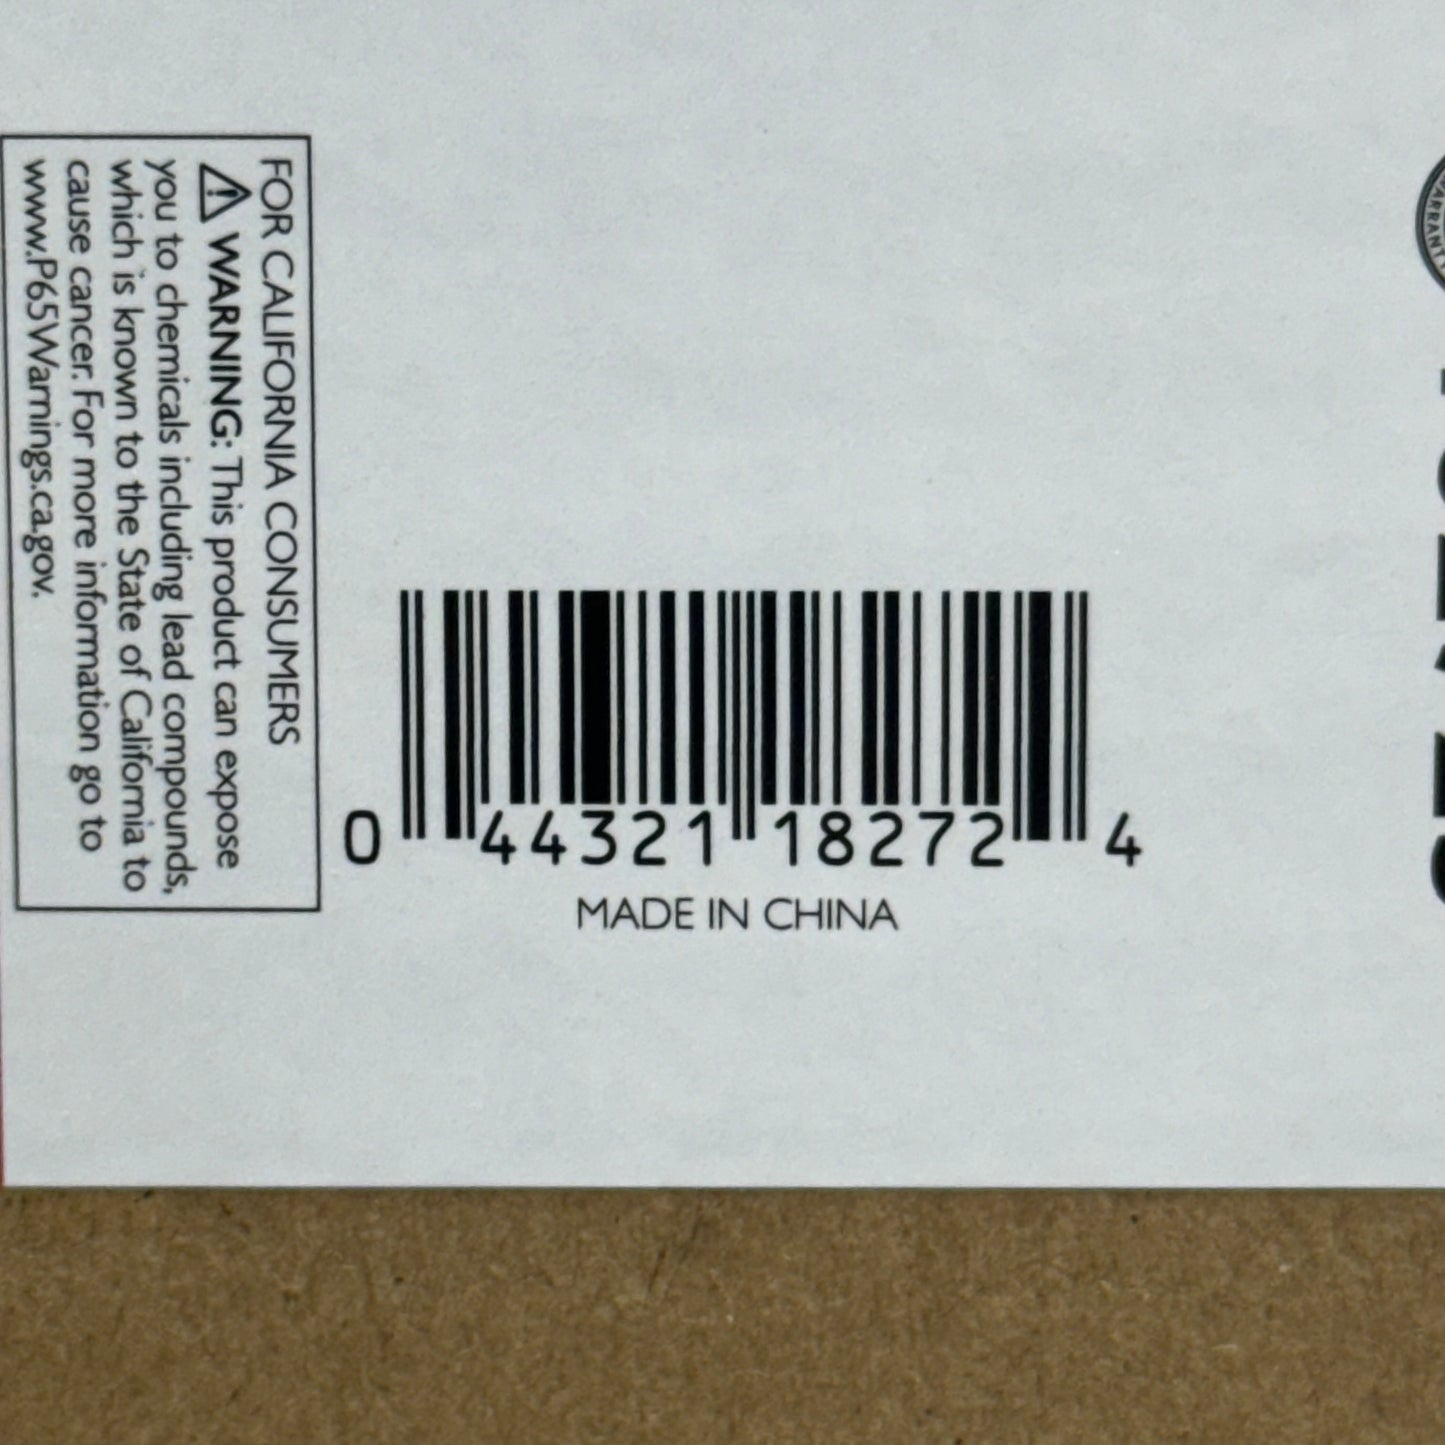 FOR CALIFORNIA CONSUMERS
⚠ WARNING: This product can expose
you to chemicals including lead compounds,
which is known to the State of California to
cause cancer. For more information go to
www.P65Warnings.ca.gov.
0 44321 18272 4
MADE IN CHINA